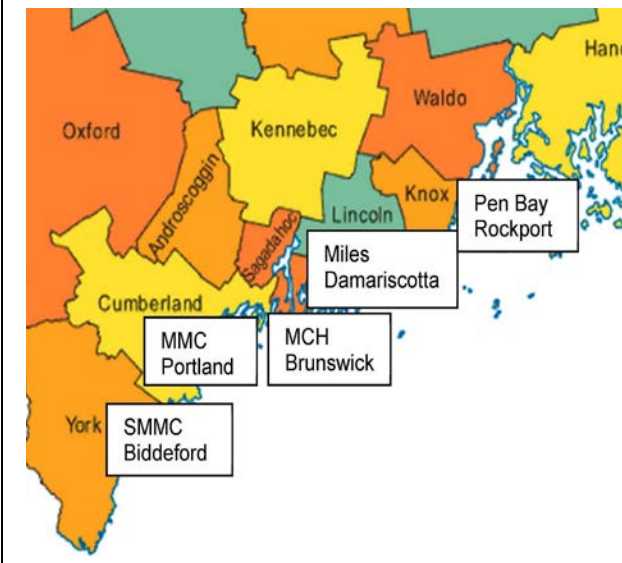 Hand
Waldo
Oxford
Kennebec
Androscoggin
Knox
Lincoln
Sagadahoc
Pen Bay
Rockport
Miles
Damariscotta
Cumberland
MMC
Portland
MCH
Brunswick
York
SMMC
Biddeford